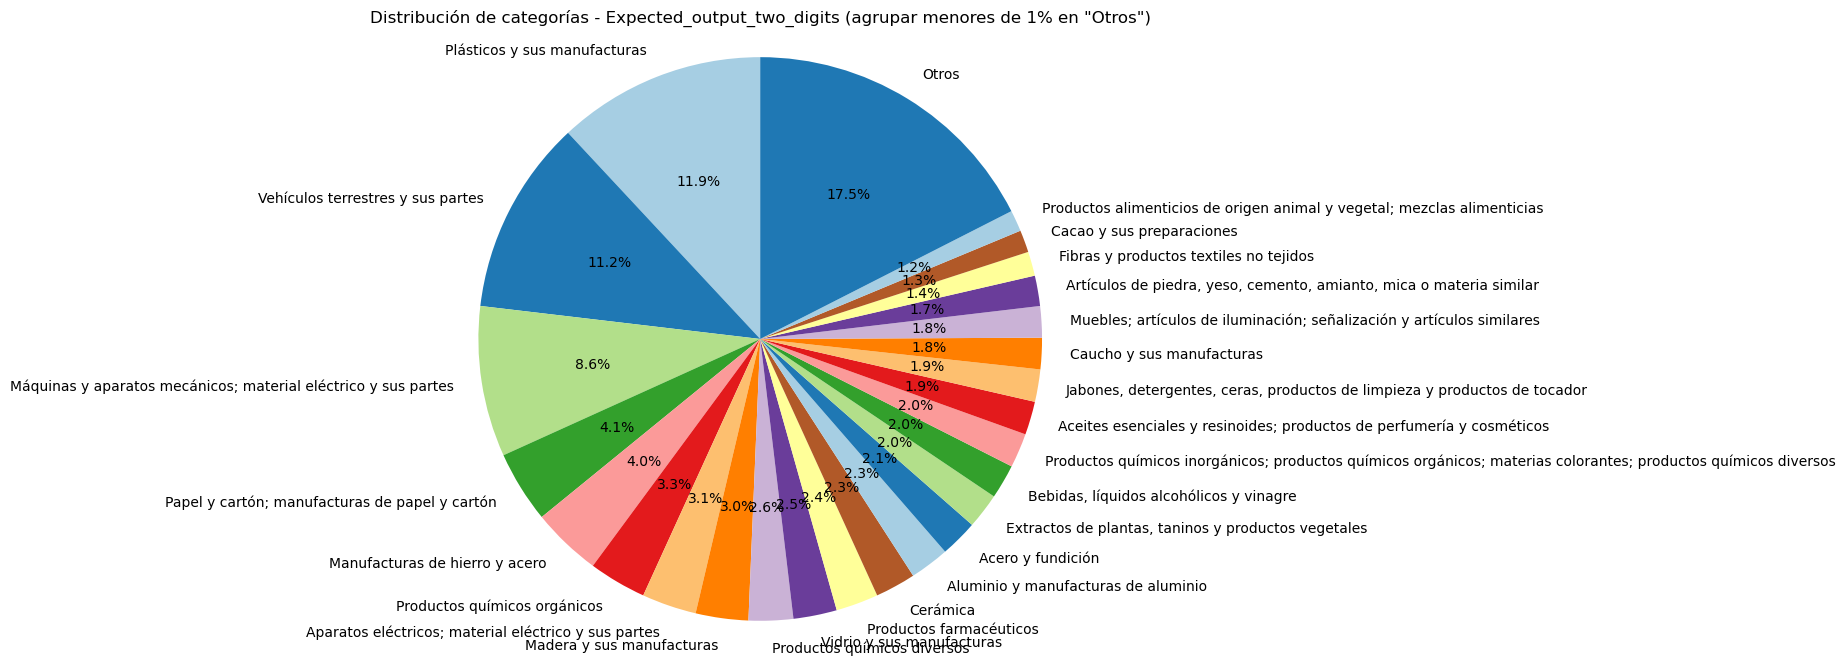 Distribución de categorías - Expected_output_two_digits (agrupar menores de 1% en "Otros")
Plásticos y sus manufacturas
11.9%
Vehículos terrestres y sus partes
11.2%
Máquinas y aparatos mecánicos; material eléctrico y sus partes
8.6%
Papel y cartón; manufacturas de papel y cartón
4.1%
Manufacturas de hierro y acero
4.0%
Productos químicos orgánicos
3.3%
Aparatos eléctricos; material eléctrico y sus partes
3.1%
Madera y sus manufacturas
3.0%
Productos químicos diversos
2.6%
Vidrio y sus manufacturas
2.5%
Productos farmacéuticos
2.4%
Cerámica
2.3%
Aluminio y manufacturas de aluminio
2.3%
Acero y fundición
2.1%
Extractos de plantas, taninos y productos vegetales
2.0%
Bebidas, líquidos alcohólicos y vinagre
2.0%
Productos químicos inorgánicos; productos químicos orgánicos; materias colorantes; productos químicos diversos
2.0%
Aceites esenciales y resinoides; productos de perfumería y cosméticos
1.9%
Jabones, detergentes, ceras, productos de limpieza y productos de tocador
1.9%
Caucho y sus manufacturas
1.8%
Muebles; artículos de iluminación; señalización y artículos similares
1.8%
Artículos de piedra, yeso, cemento, amianto, mica o materia similar
1.7%
Fibras y productos textiles no tejidos
1.4%
Cacao y sus preparaciones
1.3%
Productos alimenticios de origen animal y vegetal; mezclas alimenticias
1.2%
Otros
17.5%